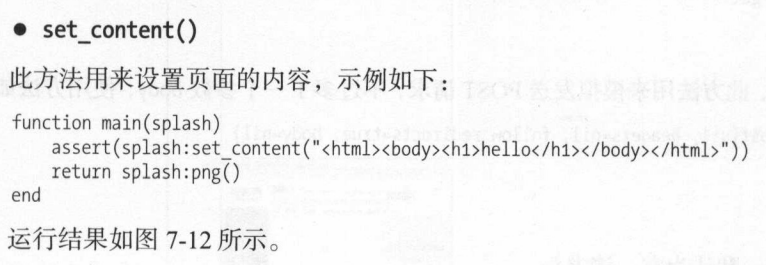 ● set_content()
此方法用来设置页面的内容，示例如下：
function main(splash)
    assert(splash:set_content("<html><body><h1>hello</h1></body></html>"))
    return splash:png()
end
运行结果如图 7-12 所示。